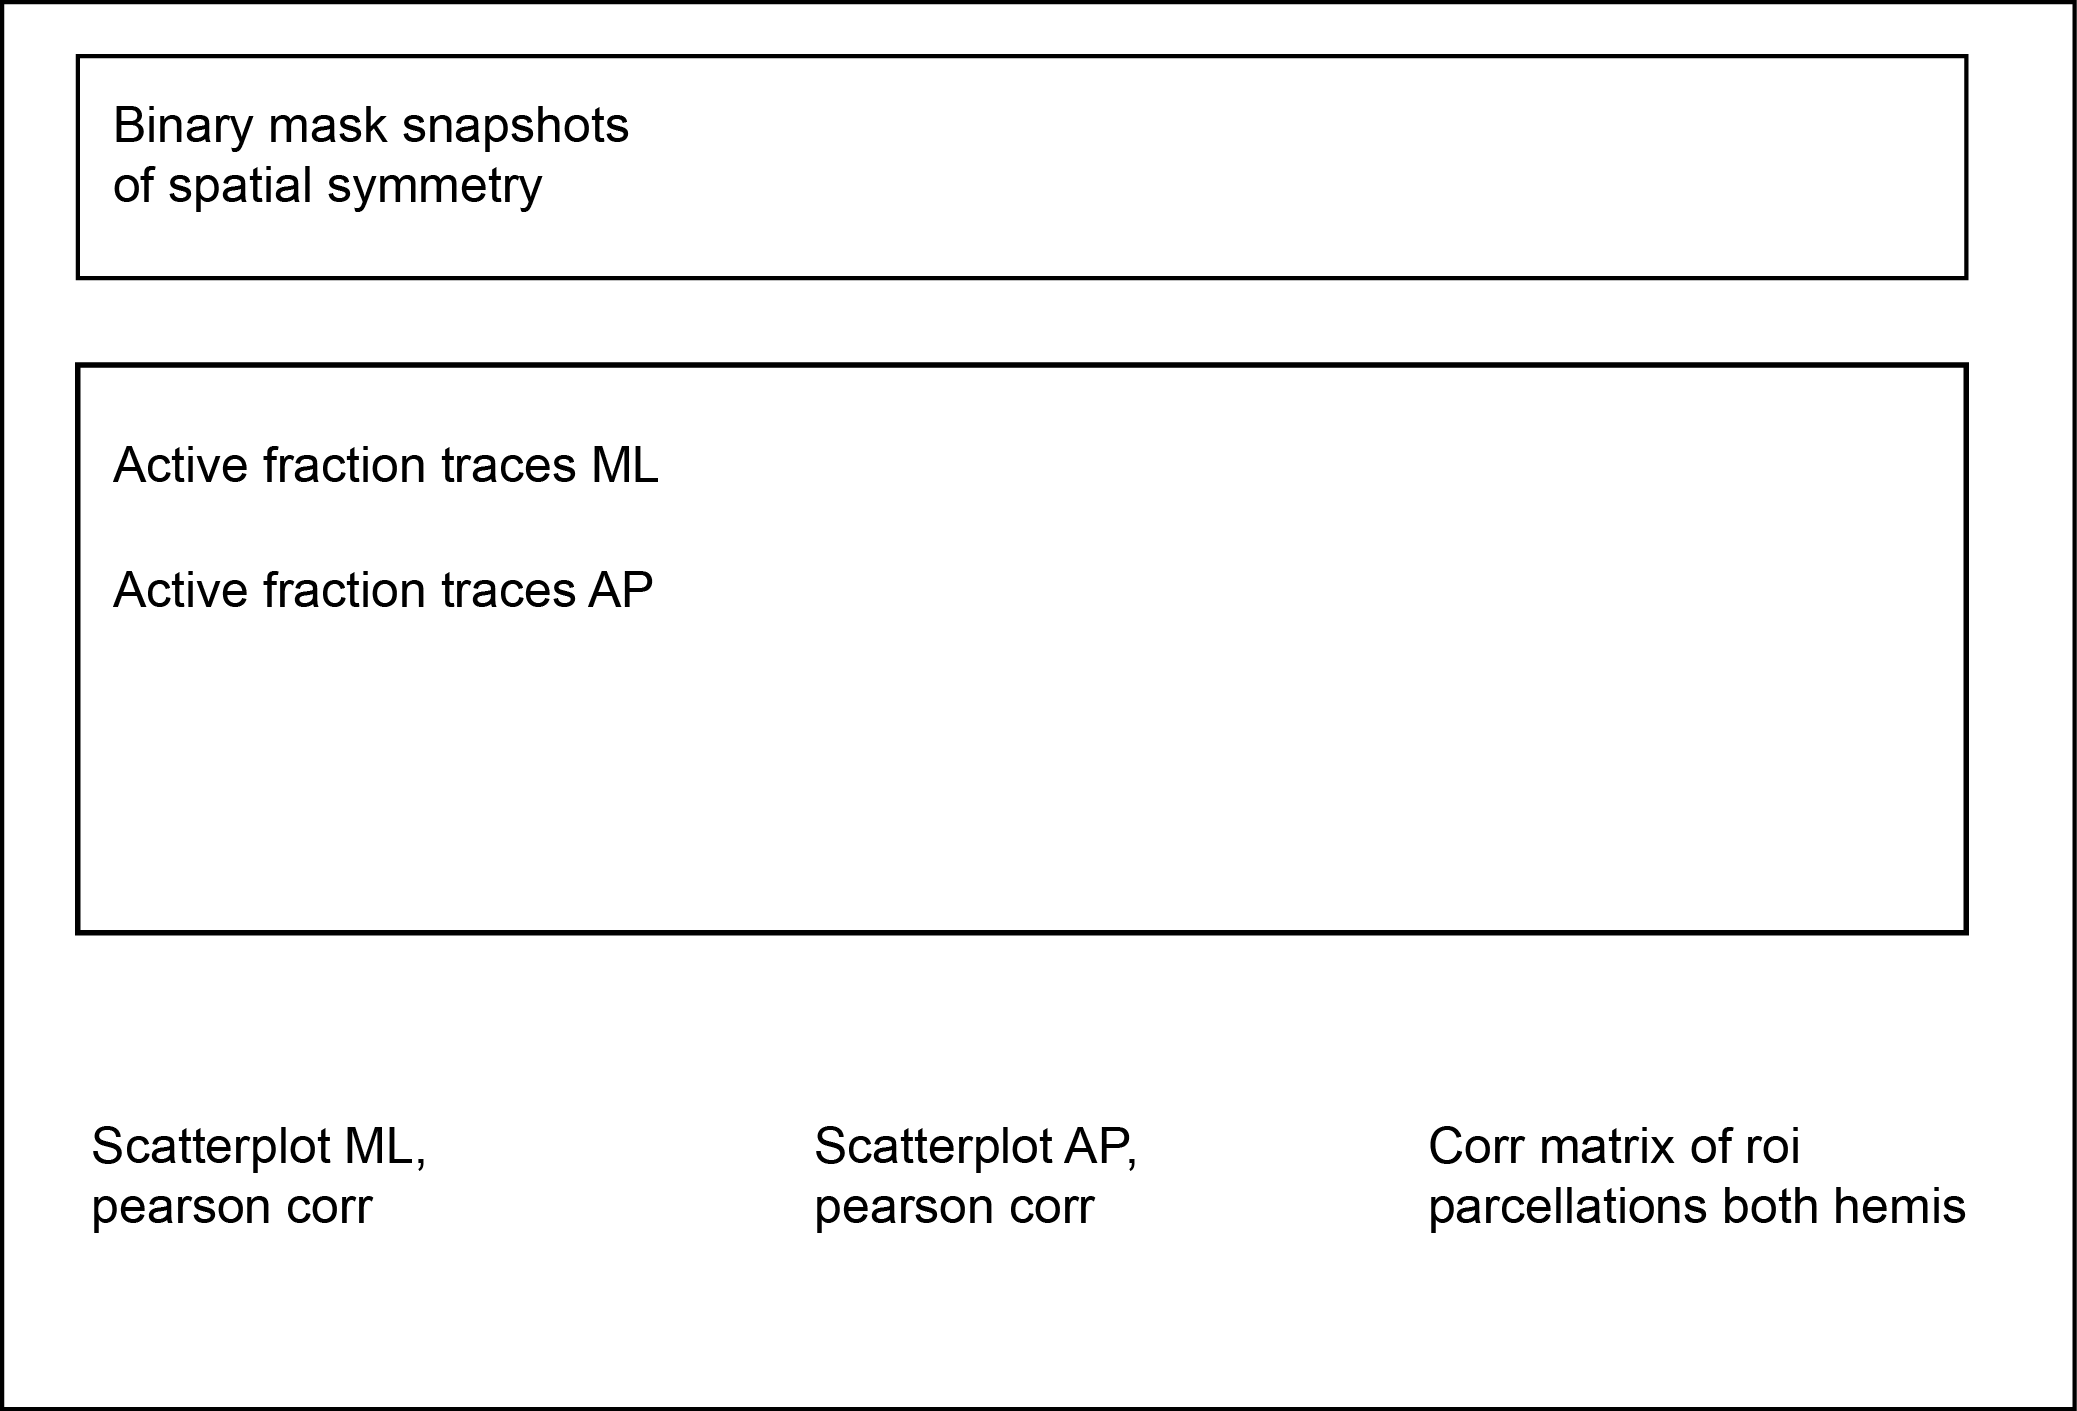 Binary mask snapshots
of spatial symmetry
Active fraction traces ML
Active fraction traces AP
Scatterplot ML,
pearson corr
Scatterplot AP,
pearson corr
Corr matrix of roi
parcellations both hemis